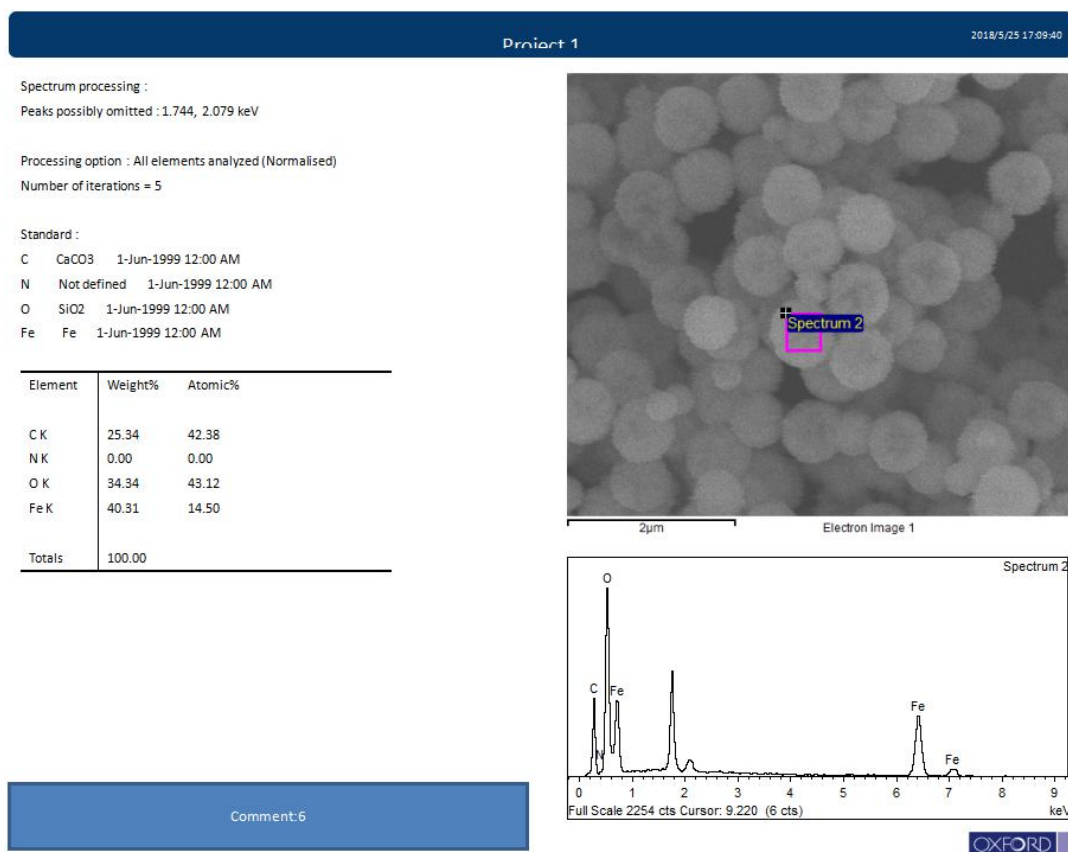 Project 1
2018/5/25 17:09:40
Spectrum processing :
Peaks possibly omitted : 1.744, 2.079 keV
Processing option : All elements analyzed (Normalised)
Number of iterations = 5
Standard :
C CaCO3 1-Jun-1999 12:00 AM
N Not defined 1-Jun-1999 12:00 AM
O SiO2 1-Jun-1999 12:00 AM
Fe Fe 1-Jun-1999 12:00 AM
Element Weight% Atomic%
C K 25.34 42.38
N K 0.00 0.00
O K 34.34 43.12
Fe K 40.31 14.50
Totals 100.00
Comment:6
Spectrum 2
2µm Electron Image 1
Spectrum 2
O
C Fe
N
Fe
Fe
0 1 2 3 4 5 6 7 8 9
Full Scale 2254 cts Cursor: 9.220 (6 cts) keV
OXFORD